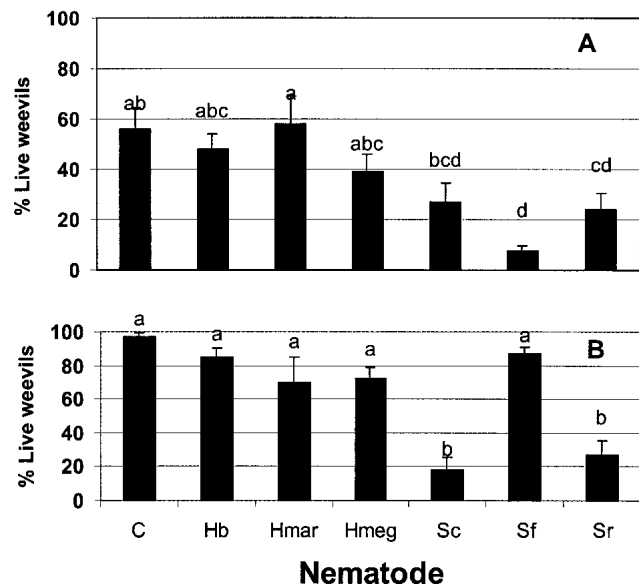 100
A
80
a
ab
abc
60
abc
bcd
cd
40
20
d
0
% Live weevils
100
a
a
a
a
a
B
80
60
40
b
b
20
0
% Live weevils
C Hb Hmar Hmeg Sc Sf Sr
Nematode